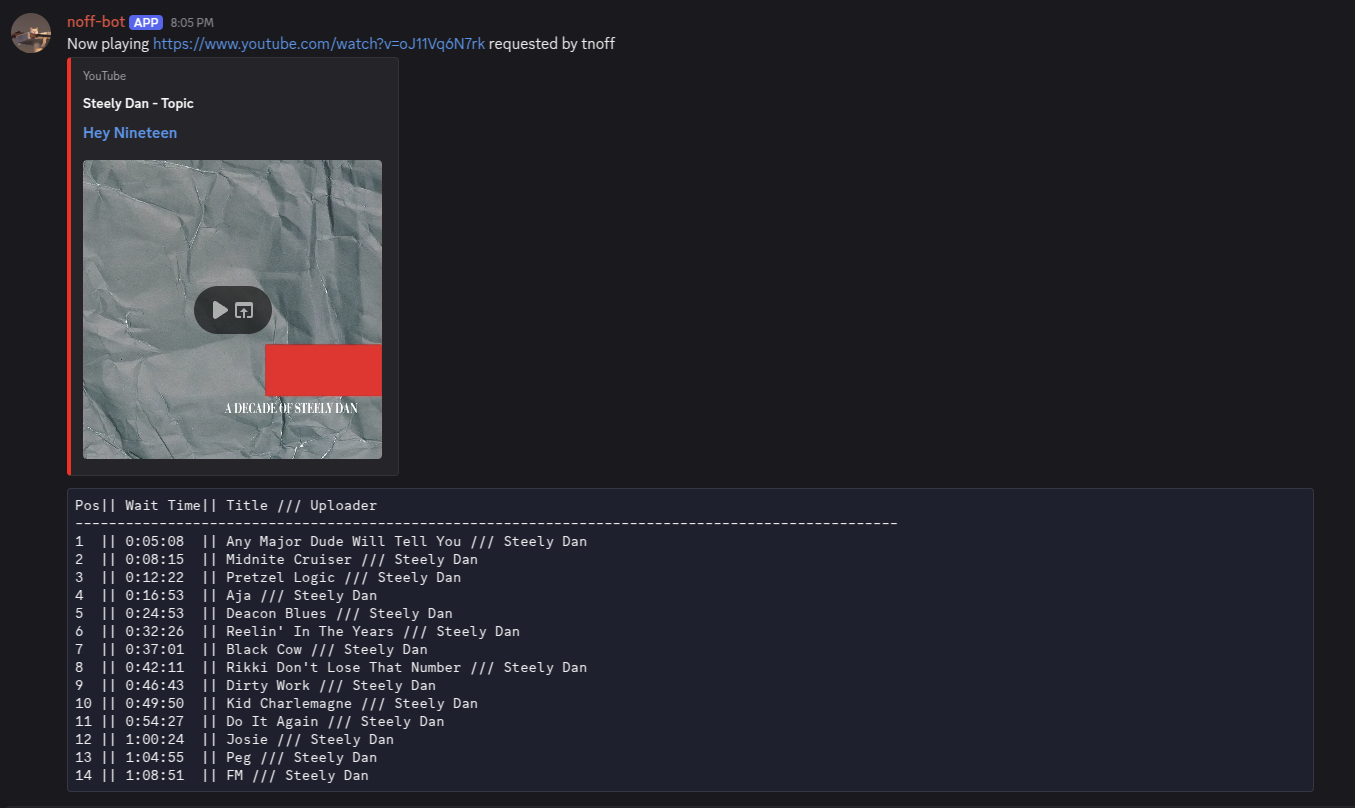 noff-bot APP 8:05 PM
Now playing https://www.youtube.com/watch?v=oJ11Vq6N7rk requested by tnoff
YouTube
Steely Dan - Topic
Hey Nineteen
A DECADE OF STEELY DAN
Pos|| Wait Time|| Title /// Uploader
--------------------------------------------------------------------------------------------------
1  || 0:05:08  || Any Major Dude Will Tell You /// Steely Dan
2  || 0:08:15  || Midnite Cruiser /// Steely Dan
3  || 0:12:22  || Pretzel Logic /// Steely Dan
4  || 0:16:53  || Aja /// Steely Dan
5  || 0:24:53  || Deacon Blues /// Steely Dan
6  || 0:32:26  || Reelin' In The Years /// Steely Dan
7  || 0:37:01  || Black Cow /// Steely Dan
8  || 0:42:11  || Rikki Don't Lose That Number /// Steely Dan
9  || 0:46:43  || Dirty Work /// Steely Dan
10 || 0:49:50  || Kid Charlemagne /// Steely Dan
11 || 0:54:27  || Do It Again /// Steely Dan
12 || 1:00:24  || Josie /// Steely Dan
13 || 1:04:55  || Peg /// Steely Dan
14 || 1:08:51  || FM /// Steely Dan